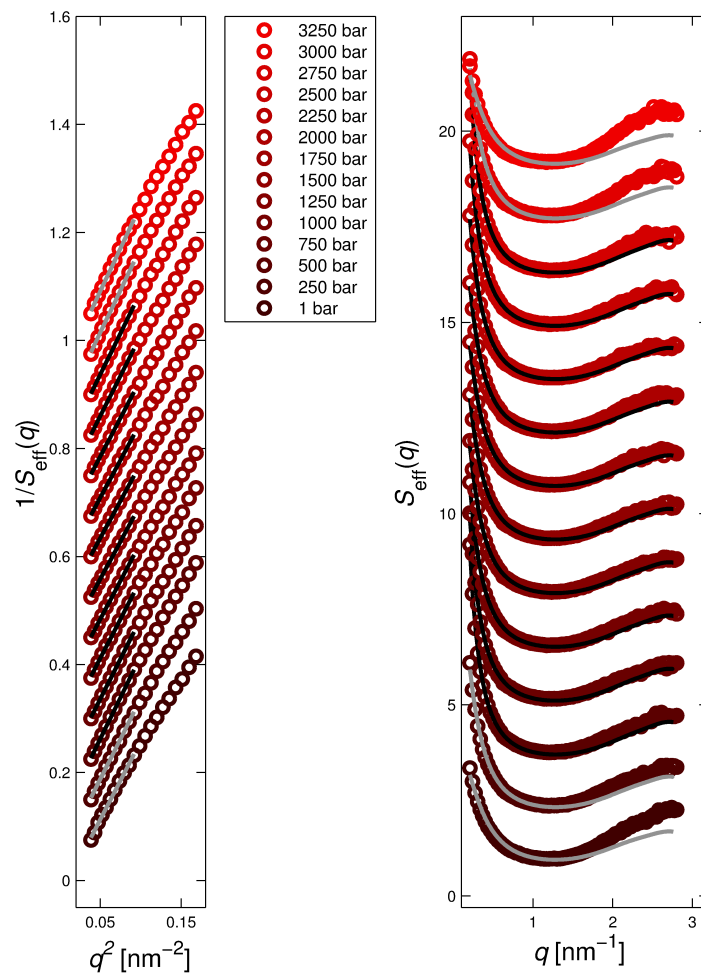 1.6
1.4
1.2
1
0.8
0.6
0.4
0.2
0
1/S_eff(q)
0.05
0.15
q² [nm⁻²]
3250 bar
3000 bar
2750 bar
2500 bar
2250 bar
2000 bar
1750 bar
1500 bar
1250 bar
1000 bar
750 bar
500 bar
250 bar
1 bar
20
15
10
5
0
S_eff(q)
1
2
3
q [nm⁻¹]